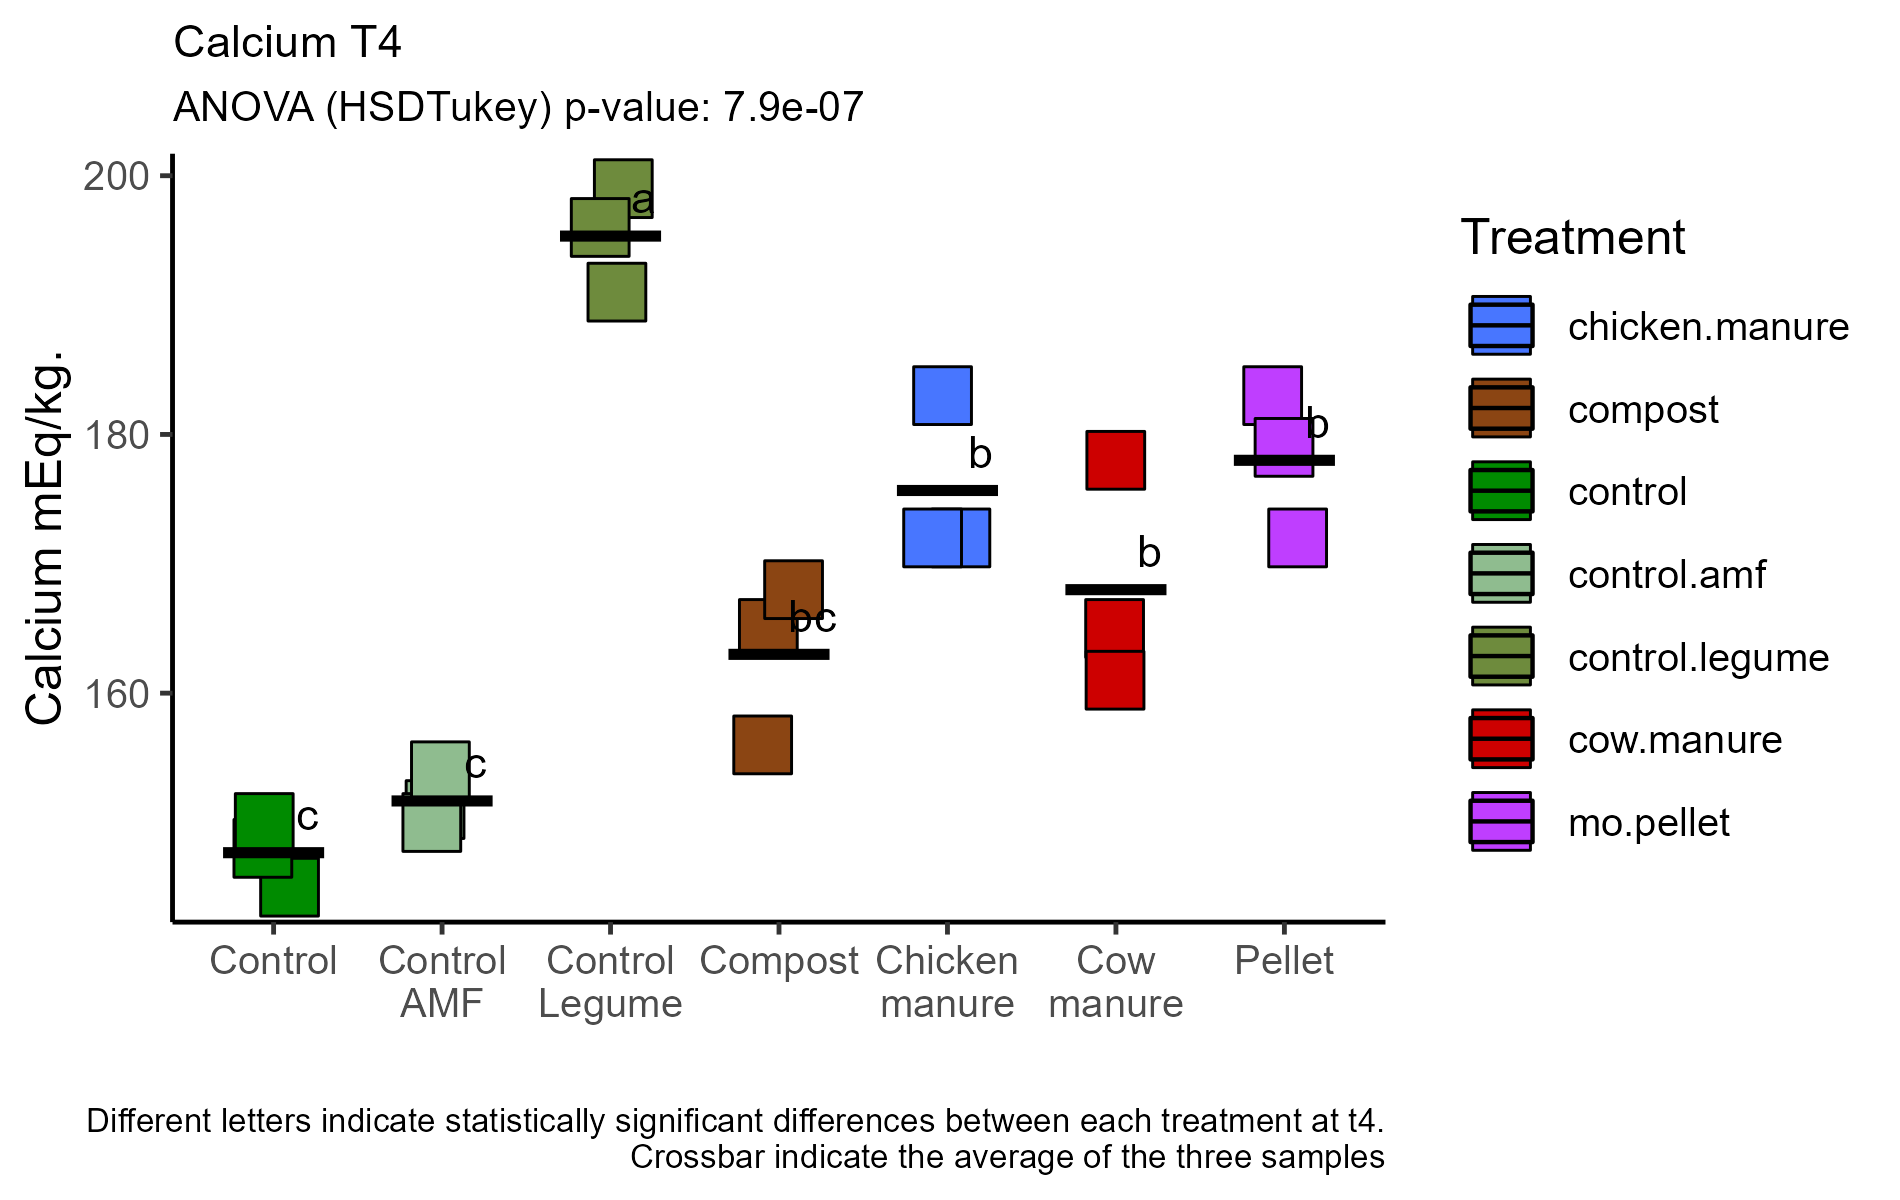 Calcium T4
ANOVA (HSDTukey) p-value: 7.9e-07
Calcium mEq/kg.
200
180
160
a
b
b
b
bc
c
c
Control
Control
AMF
Control
Legume
Compost
Chicken
manure
Cow
manure
Pellet
Treatment
chicken.manure
compost
control
control.amf
control.legume
cow.manure
mo.pellet
Different letters indicate statistically significant differences between each treatment at t4.
Crossbar indicate the average of the three samples